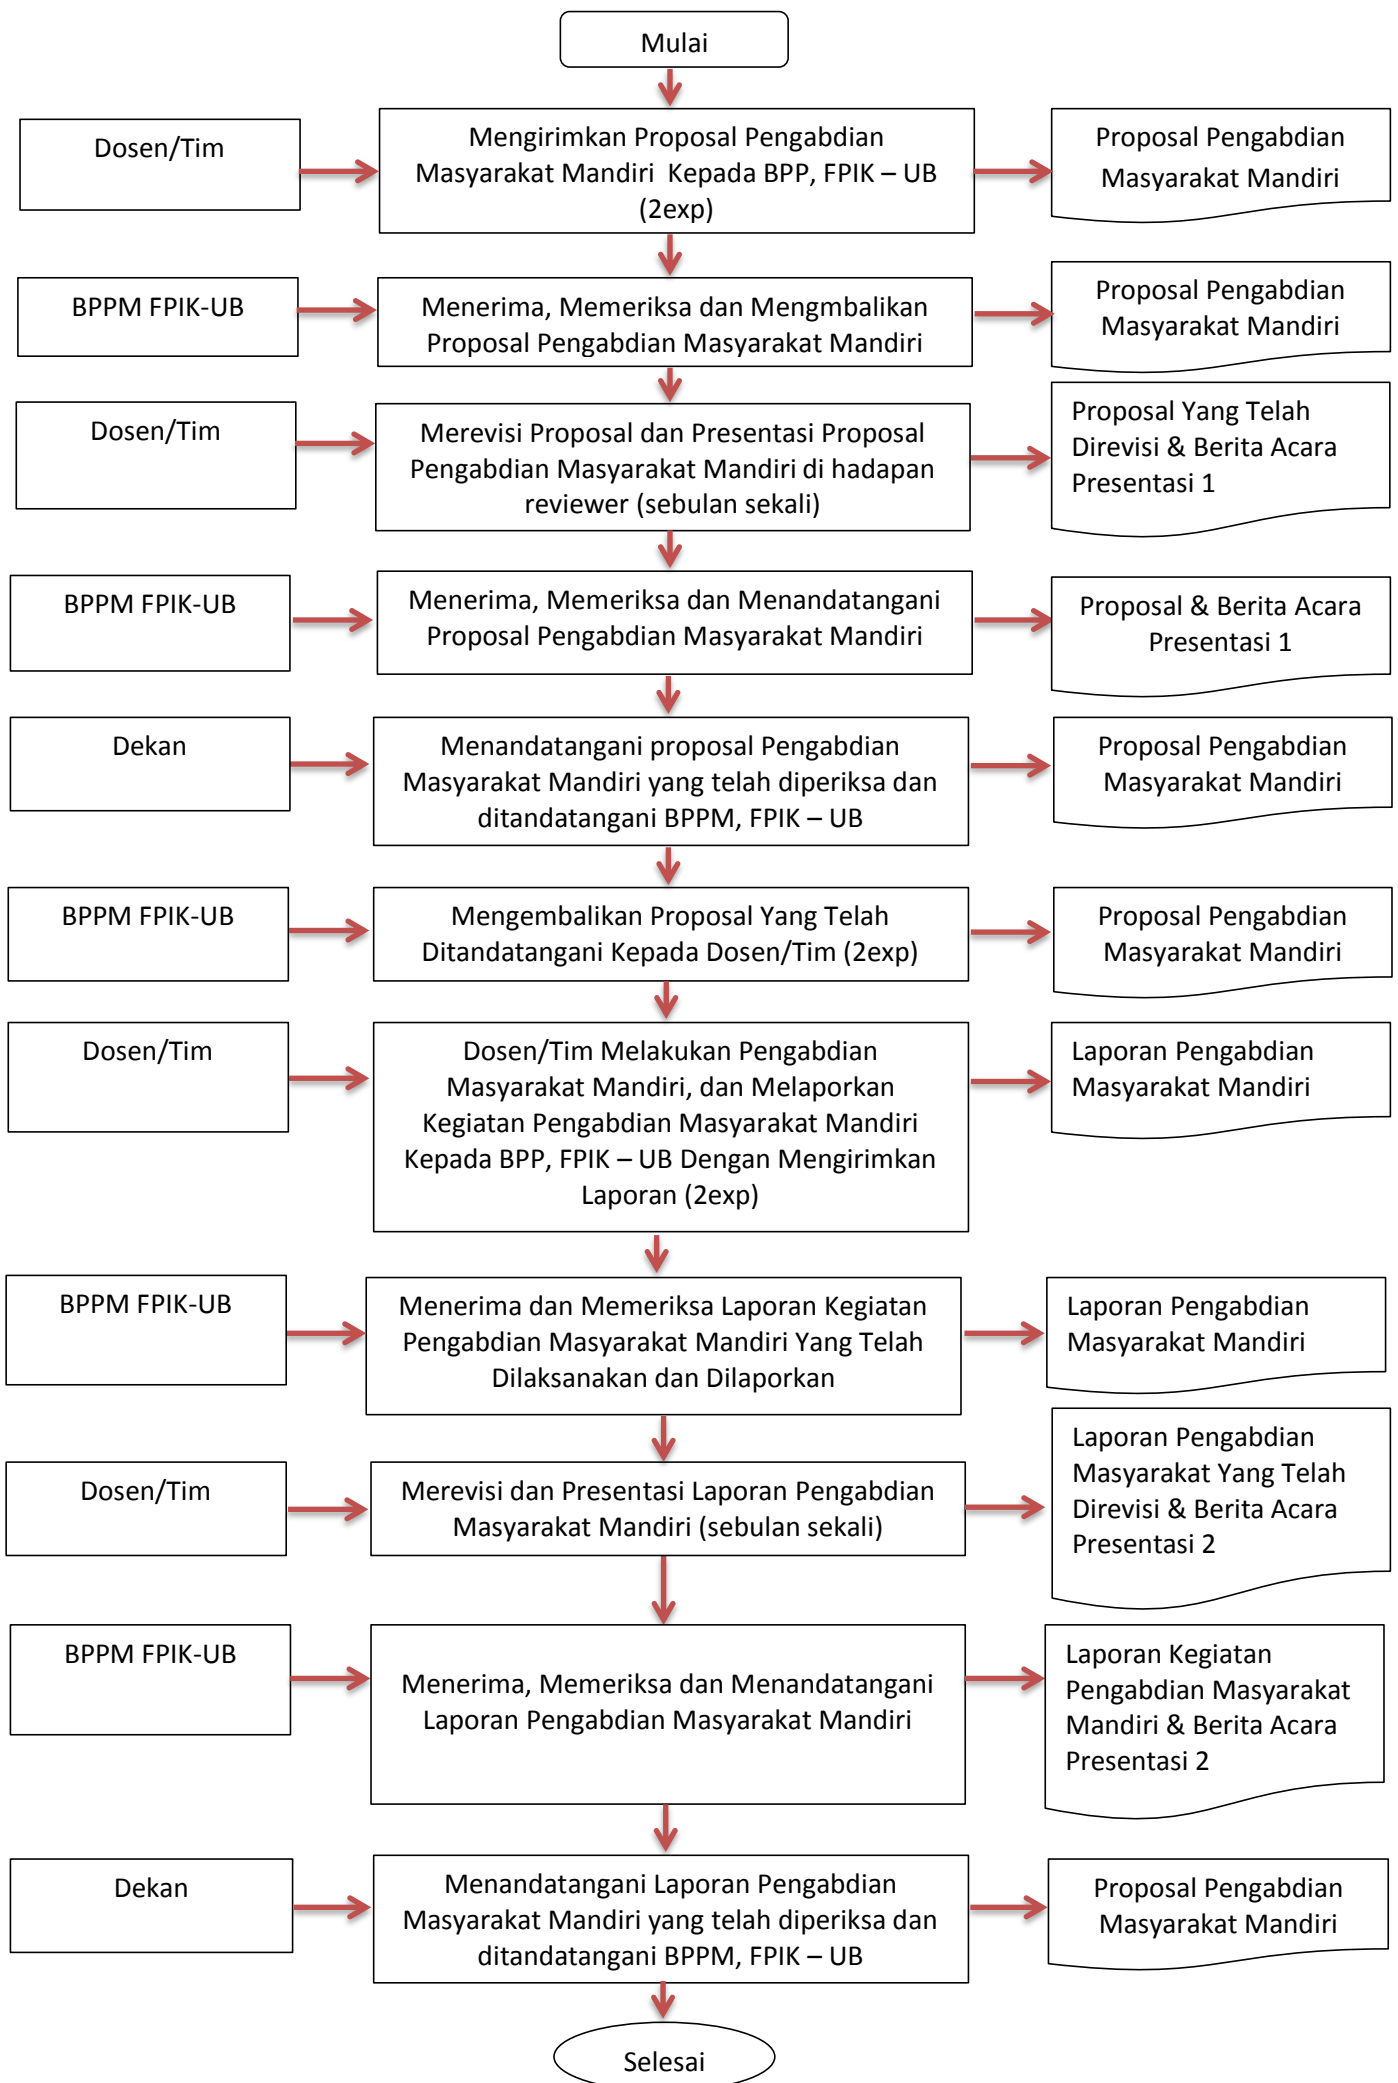 Mulai
Dosen/Tim
Mengirimkan Proposal Pengabdian
Masyarakat Mandiri Kepada BPP, FPIK – UB
(2exp)
Proposal Pengabdian
Masyarakat Mandiri
BPPM FPIK-UB
Menerima, Memeriksa dan Mengmbalikan
Proposal Pengabdian Masyarakat Mandiri
Proposal Pengabdian
Masyarakat Mandiri
Dosen/Tim
Merevisi Proposal dan Presentasi Proposal
Pengabdian Masyarakat Mandiri di hadapan
reviewer (sebulan sekali)
Proposal Yang Telah
Direvisi & Berita Acara
Presentasi 1
BPPM FPIK-UB
Menerima, Memeriksa dan Menandatangani
Proposal Pengabdian Masyarakat Mandiri
Proposal & Berita Acara
Presentasi 1
Dekan
Menandatangani proposal Pengabdian
Masyarakat Mandiri yang telah diperiksa dan
ditandatangani BPPM, FPIK – UB
Proposal Pengabdian
Masyarakat Mandiri
BPPM FPIK-UB
Mengembalikan Proposal Yang Telah
Ditandatangani Kepada Dosen/Tim (2exp)
Proposal Pengabdian
Masyarakat Mandiri
Dosen/Tim
Dosen/Tim Melakukan Pengabdian
Masyarakat Mandiri, dan Melaporkan
Kegiatan Pengabdian Masyarakat Mandiri
Kepada BPP, FPIK – UB Dengan Mengirimkan
Laporan (2exp)
Laporan Pengabdian
Masyarakat Mandiri
BPPM FPIK-UB
Menerima dan Memeriksa Laporan Kegiatan
Pengabdian Masyarakat Mandiri Yang Telah
Dilaksanakan dan Dilaporkan
Laporan Pengabdian
Masyarakat Mandiri
Dosen/Tim
Merevisi dan Presentasi Laporan Pengabdian
Masyarakat Mandiri (sebulan sekali)
Laporan Pengabdian
Masyarakat Yang Telah
Direvisi & Berita Acara
Presentasi 2
BPPM FPIK-UB
Menerima, Memeriksa dan Menandatangani
Laporan Pengabdian Masyarakat Mandiri
Laporan Kegiatan
Pengabdian Masyarakat
Mandiri & Berita Acara
Presentasi 2
Dekan
Menandatangani Laporan Pengabdian
Masyarakat Mandiri yang telah diperiksa dan
ditandatangani BPPM, FPIK – UB
Proposal Pengabdian
Masyarakat Mandiri
Selesai